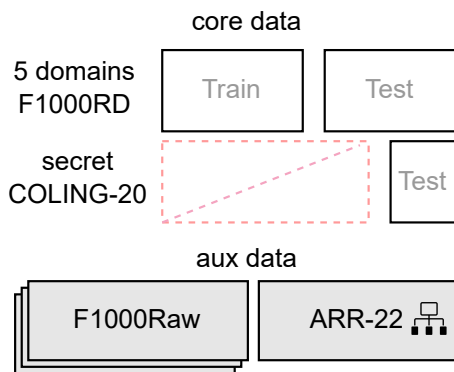 core data
5 domains
F1000RD
Train
Test
secret
COLING-20
Test
aux data
F1000Raw
ARR-22